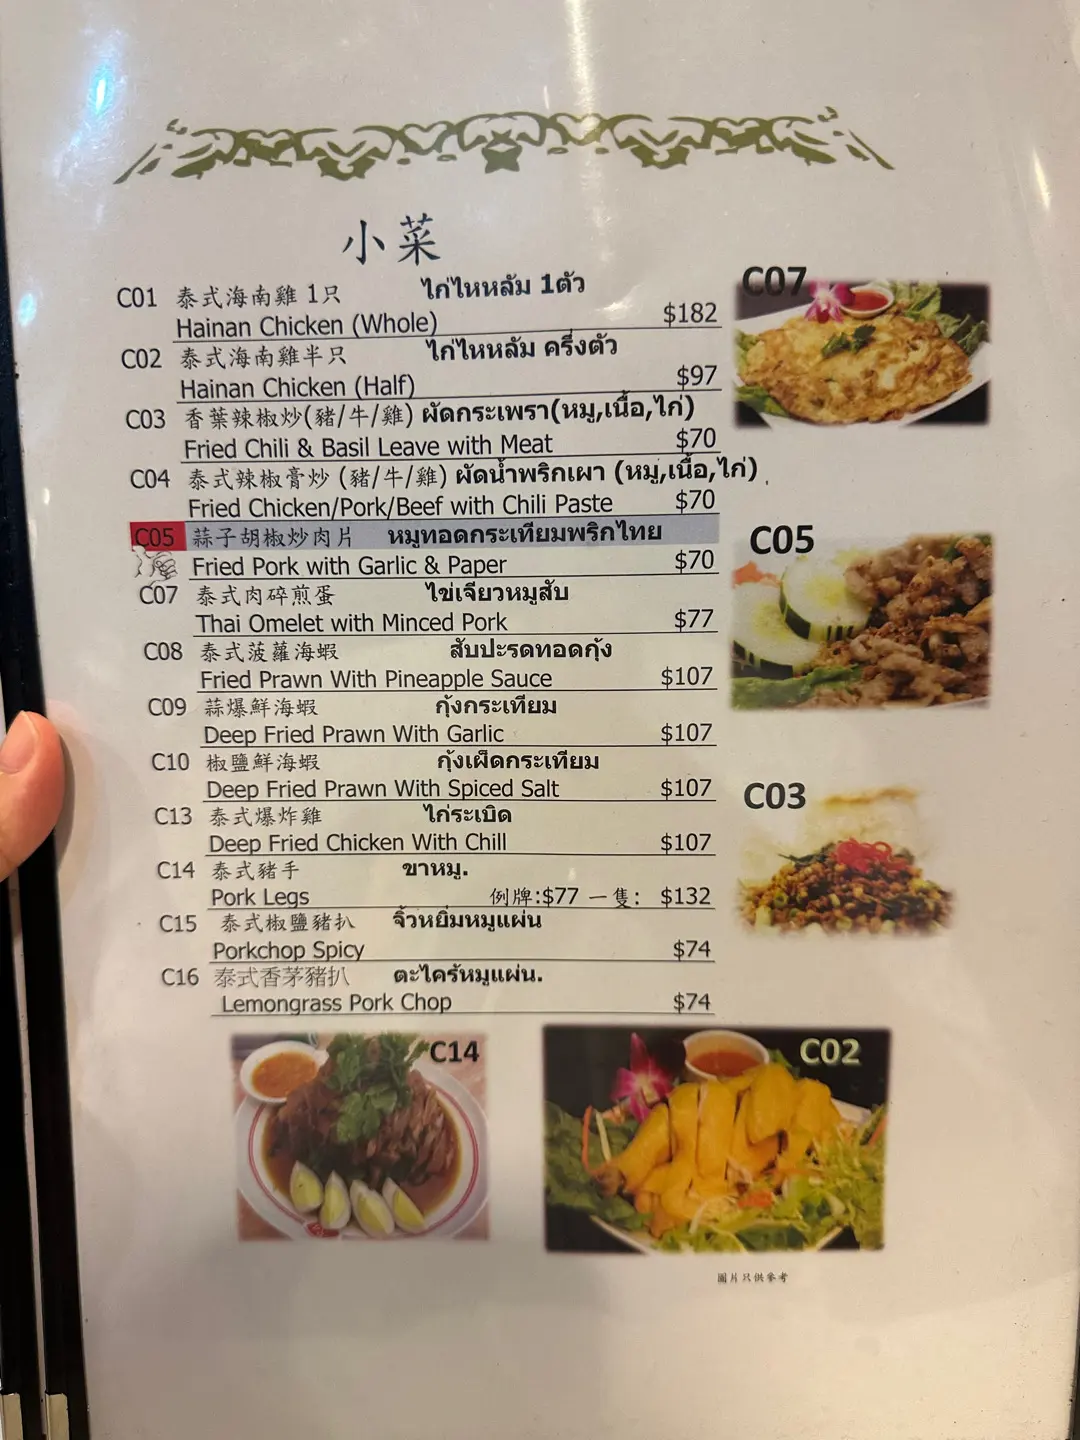 小菜
C01 泰式海南雞 1只 ไก่ไหหลัม 1ตัว
Hainan Chicken (Whole) $182
C02 泰式海南雞半只 ไก่ไหหลัม ครึ่งตัว
Hainan Chicken (Half) $97
C03 香葉辣椒炒(豬/牛/雞) ผัดกระเพรา(หมู,เนื้อ,ไก่)
Fried Chili & Basil Leave with Meat $70
C04 泰式辣椒膏炒 (豬/牛/雞) ผัดน้ำพริกเผา (หมู,เนื้อ,ไก่)
Fried Chicken/Pork/Beef with Chili Paste $70
C05 蒜子胡椒炒肉片 หมูทอดกระเทียมพริกไทย
Fried Pork with Garlic & Paper $70
C07 泰式肉碎煎蛋 ไข่เจียวหมูสับ
Thai Omelet with Minced Pork $77
C08 泰式菠蘿海蝦 สับปะรดทอดกุ้ง
Fried Prawn With Pineapple Sauce $107
C09 蒜爆鮮海蝦 กุ้งกระเทียม
Deep Fried Prawn With Garlic $107
C10 椒鹽鮮海蝦 กุ้งเผ็ดกระเทียม
Deep Fried Prawn With Spiced Salt $107
C13 泰式爆炸雞 ไก่ระเบิด
Deep Fried Chicken With Chill $107
C14 泰式豬手 ขาหมู.
Pork Legs 例牌:$77 一隻: $132
C15 泰式椒鹽豬扒 จิ้วหยิ่มหมูแผ่น
Porkchop Spicy $74
C16 泰式香茅豬扒 ตะไคร้หมูแผ่น.
Lemongrass Pork Chop $74
C07
C05
C03
C14
C02
圖片只供參考